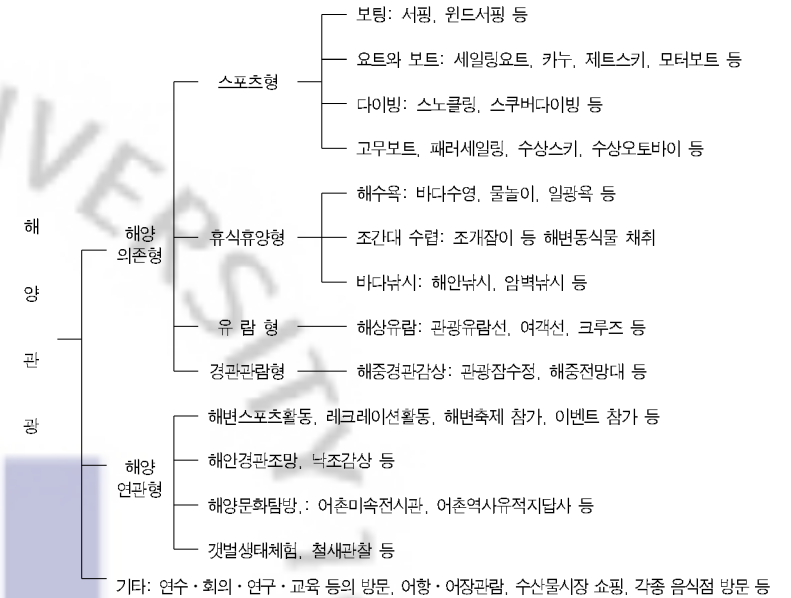 보팅: 서핑, 윈드서핑 등
요트와 보트: 세일링요트, 카누, 제트스키, 모터보트 등
스포츠형
다이빙: 스노클링, 스쿠버다이빙 등
고무보트, 패러세일링, 수상스키, 수상오토바이 등
해양
의존형
해수욕: 바다수영, 물놀이, 일광욕 등
휴식휴양형
조간대 수렵: 조개잡이 등 해변동식물 채취
바다낚시: 해안낚시, 암벽낚시 등
유 람 형
해상유람: 관광유람선, 여객선, 크루즈 등
경관관람형
해중경관감상: 관광잠수정, 해중전망대 등
해
양
관
광
해변스포츠활동, 레크레이션활동, 해변축제 참가, 이벤트 참가 등
해양
연관형
해안경관조망, 낙조감상 등
해양문화탐방,: 어촌미속전시관, 어촌역사유적지답사 등
갯벌생태체험, 철새관찰 등
기타: 연수・회의・연구・교육 등의 방문, 어항・어장관람, 수산물시장 쇼핑, 각종 음식점 방문 등
IVERSITY